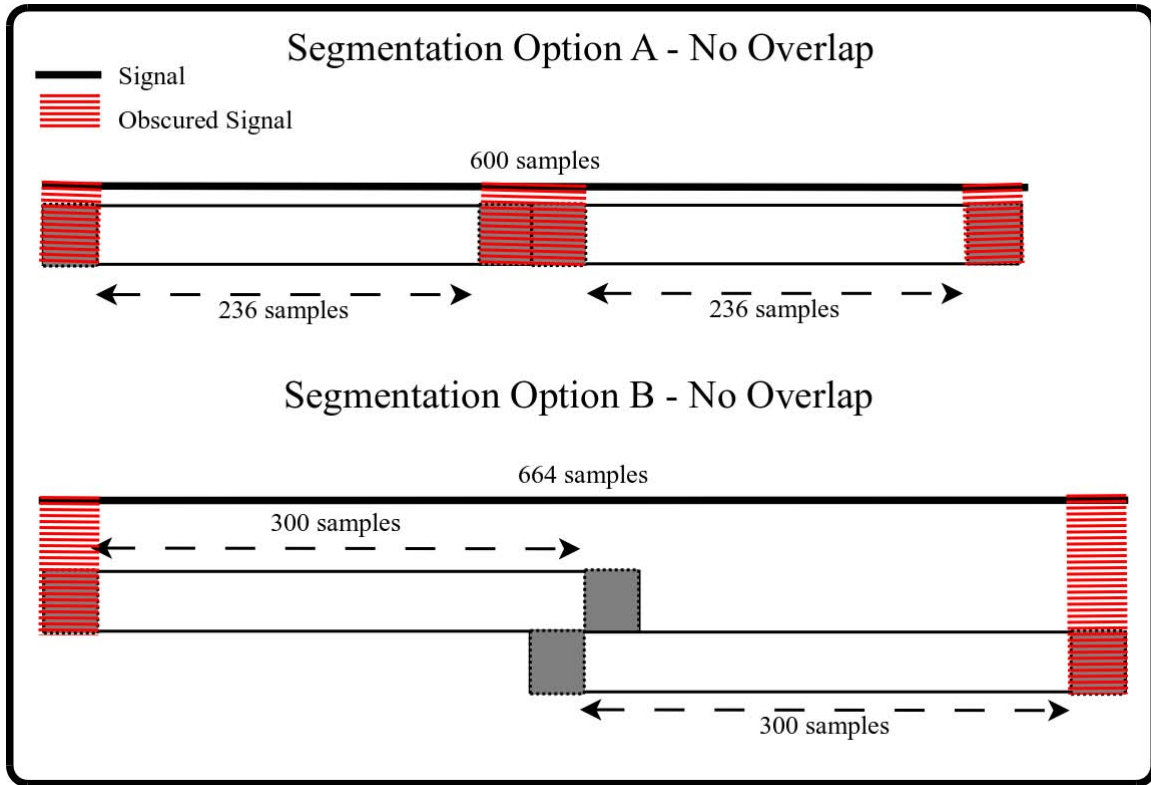 Segmentation Option A - No Overlap
Signal
Obscured Signal
600 samples
236 samples
236 samples
Segmentation Option B - No Overlap
664 samples
300 samples
300 samples